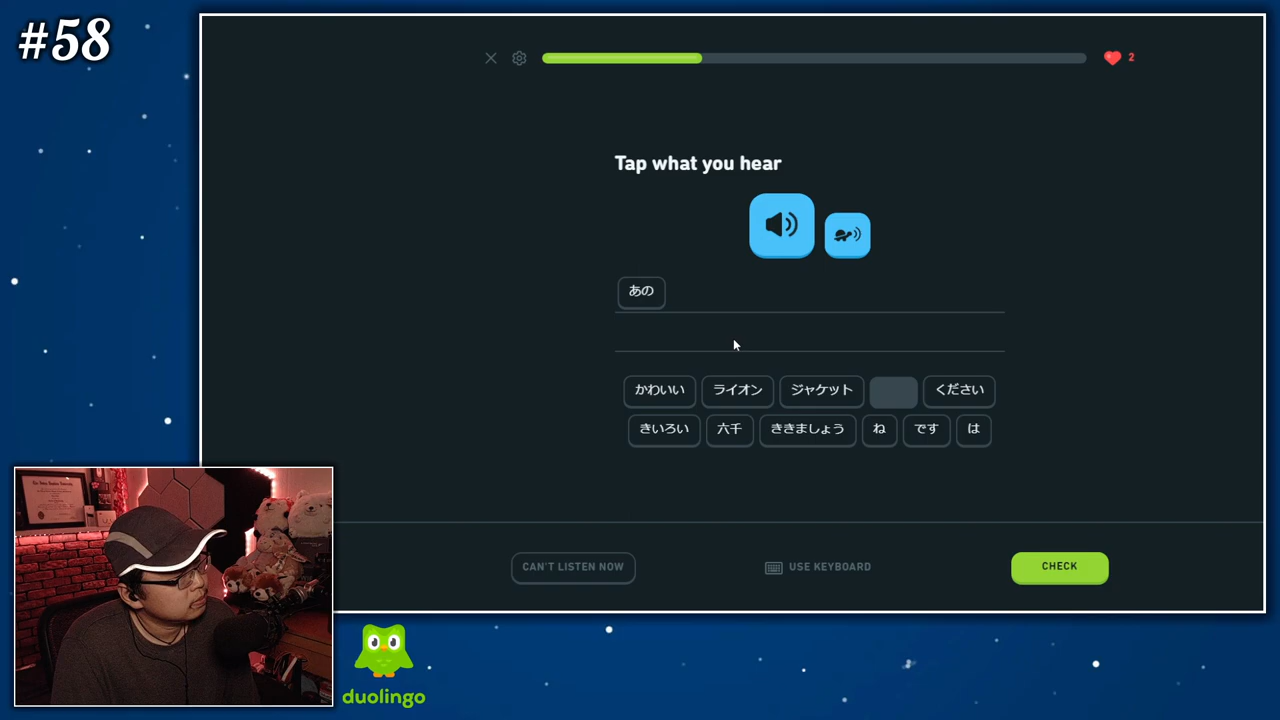 #58
2
Tap what you hear
あの
かわいい ライオン ジャケット ください
きいろい 六千 ききましょう ね です は
CAN'T LISTEN NOW
USE KEYBOARD
CHECK
duolingo